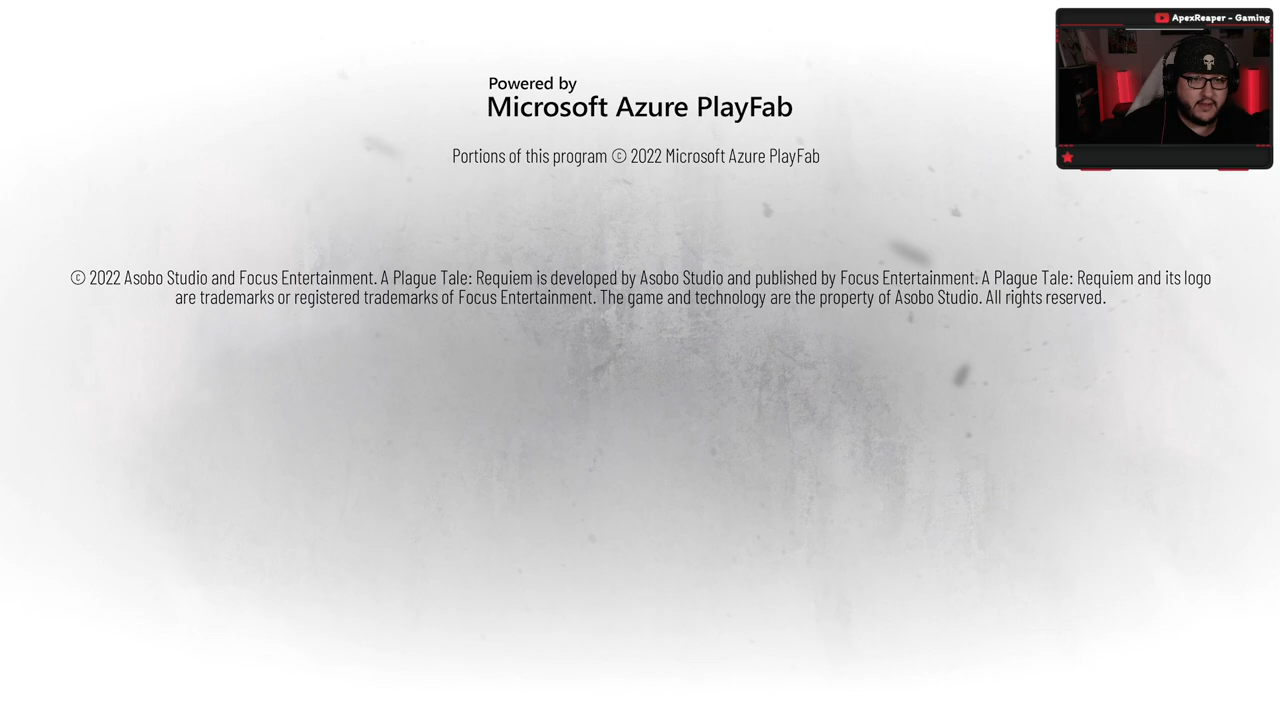 ApexReaper - Gaming
Powered by
Microsoft Azure PlayFab
Portions of this program © 2022 Microsoft Azure PlayFab
© 2022 Asobo Studio and Focus Entertainment. A Plague Tale: Requiem is developed by Asobo Studio and published by Focus Entertainment. A Plague Tale: Requiem and its logo
are trademarks or registered trademarks of Focus Entertainment. The game and technology are the property of Asobo Studio. All rights reserved.